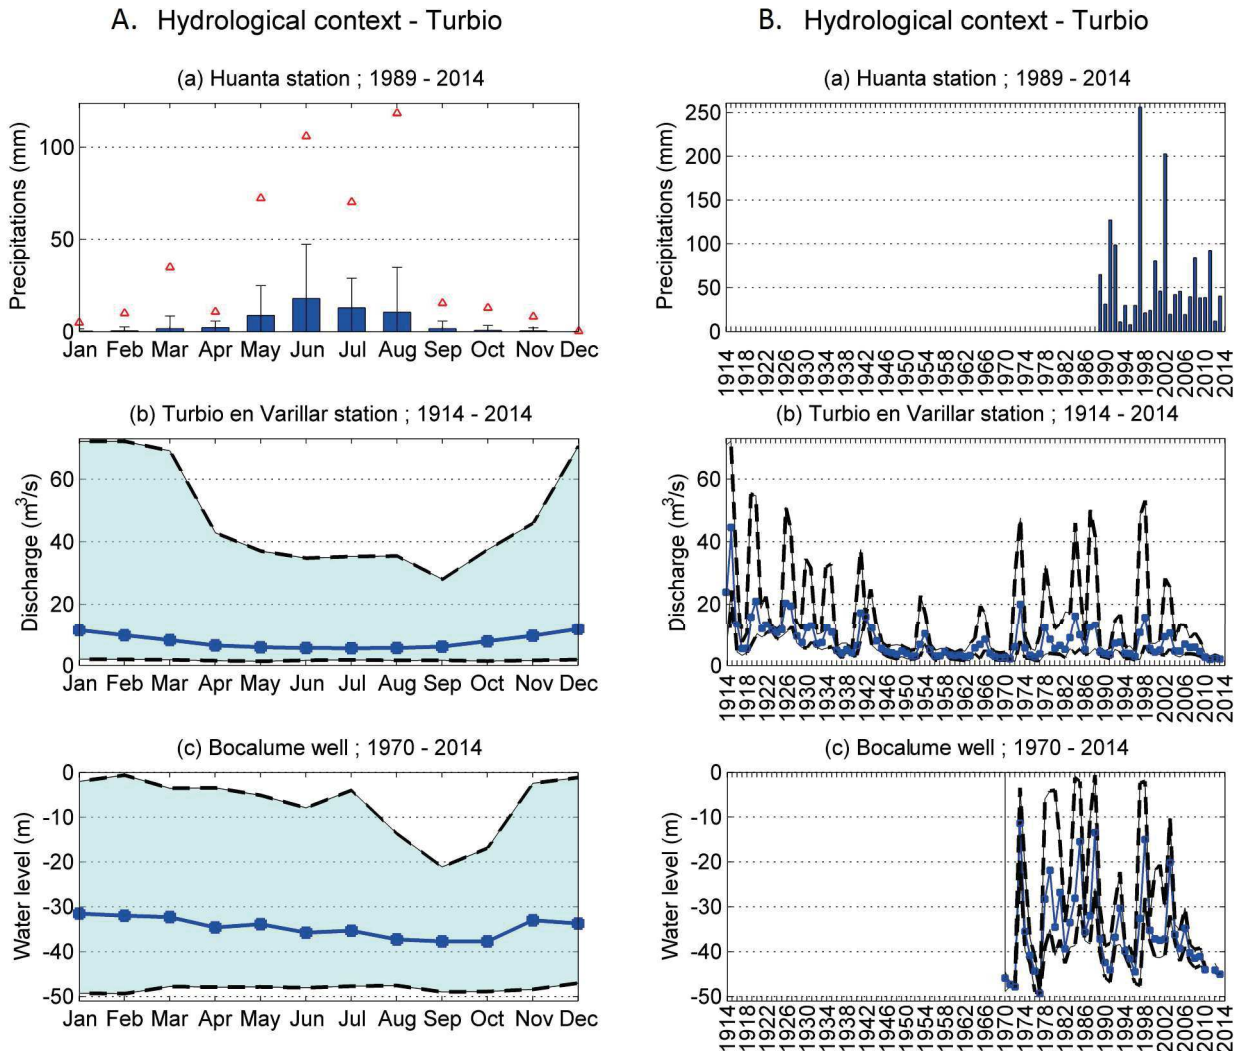 A. Hydrological context - Turbio
(a) Huanta station ; 1989 - 2014
Precipitations (mm)
100
50
0
Jan Feb Mar Apr May Jun Jul Aug Sep Oct Nov Dec
(b) Turbio en Varillar station ; 1914 - 2014
Discharge (m³/s)
60
40
20
0
Jan Feb Mar Apr May Jun Jul Aug Sep Oct Nov Dec
(c) Bocalume well ; 1970 - 2014
Water level (m)
0
-10
-20
-30
-40
-50
Jan Feb Mar Apr May Jun Jul Aug Sep Oct Nov Dec
B. Hydrological context - Turbio
(a) Huanta station ; 1989 - 2014
Precipitations (mm)
250
200
150
100
50
0
1914 1918 1922 1926 1930 1934 1938 1942 1946 1950 1954 1958 1962 1966 1970 1974 1978 1982 1986 1990 1994 1998 2002 2006 2010 2014
(b) Turbio en Varillar station ; 1914 - 2014
Discharge (m³/s)
60
40
20
0
1914 1918 1922 1926 1930 1934 1938 1942 1946 1950 1954 1958 1962 1966 1970 1974 1978 1982 1986 1990 1994 1998 2002 2006 2010 2014
(c) Bocalume well ; 1970 - 2014
Water level (m)
0
-10
-20
-30
-40
-50
1914 1918 1922 1926 1930 1934 1938 1942 1946 1950 1954 1958 1962 1966 1970 1974 1978 1982 1986 1990 1994 1998 2002 2006 2010 2014